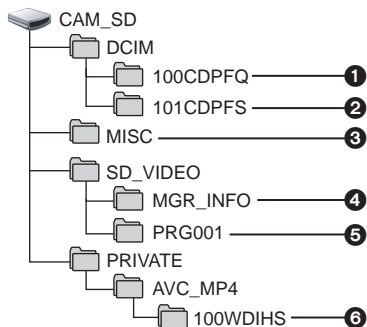 CAM_SD
DCIM
100CDPFQ 1
101CDPFS 2
MISC 3
SD_VIDEO
MGR_INFO 4
PRG001 5
PRIVATE
AVC_MP4
100WDIHS 6